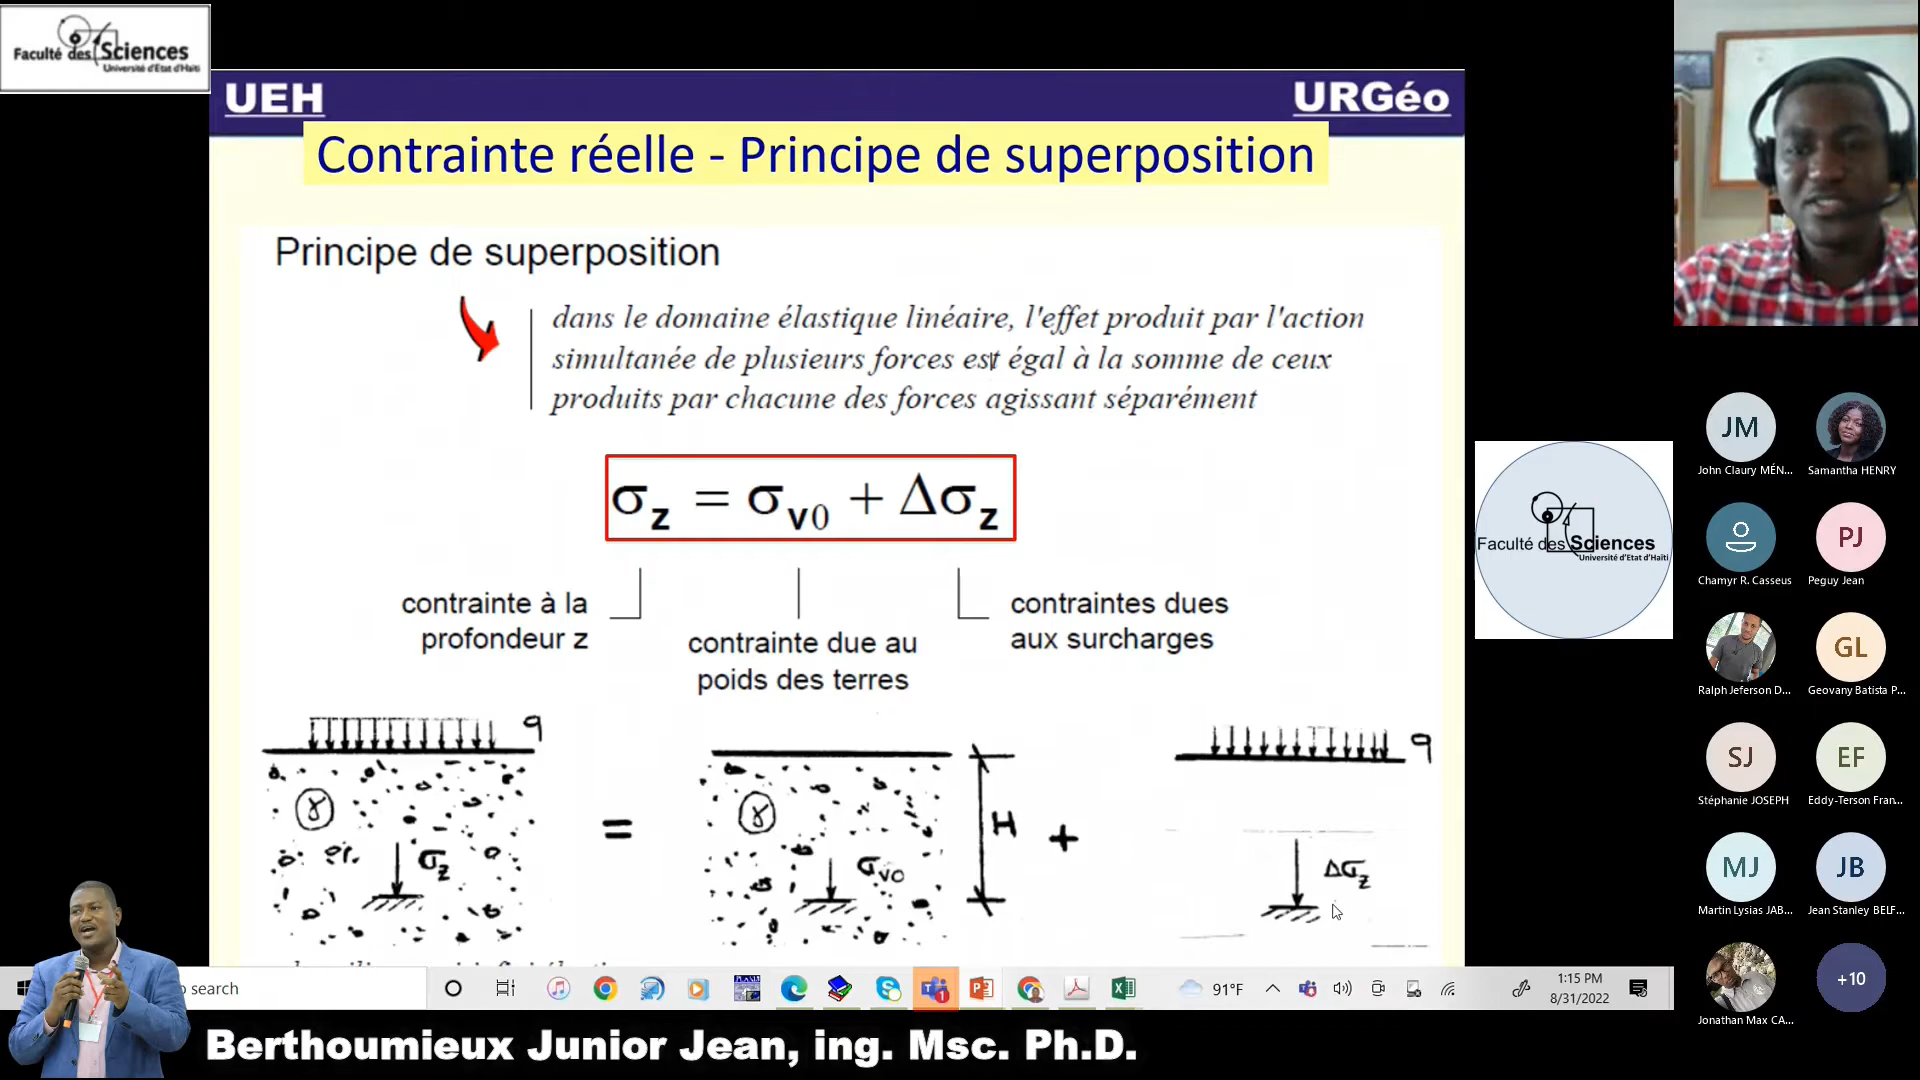 Faculté des Sciences
Université d'Etat d'Haïti
UEH
URGéo
Contrainte réelle - Principe de superposition
Principe de superposition
dans le domaine élastique linéaire, l'effet produit par l'action
simultanée de plusieurs forces est égal à la somme de ceux
produits par chacune des forces agissant séparément
σz = σv0 + Δσz
contrainte à la
profondeur z
contrainte due au
poids des terres
contraintes dues
aux surcharges
q
γ
σz
=
γ
σvo
H
+
q
Δσz
Faculté des Sciences
Université d'Etat d'Haïti
JM
John Claury MÉN...
Samantha HENRY
Chamyr R. Casseus
PJ
Peguy Jean
Ralph Jeferson D...
GL
Geovany Batista P...
SJ
Stéphanie JOSEPH
EF
Eddy-Terson Fran...
MJ
Martin Lysias JAB...
JB
Jean Stanley BELF...
Jonathan Max CA...
+10
o search
91°F
1:15 PM
8/31/2022
Berthoumieux Junior Jean, ing. Msc. Ph.D.